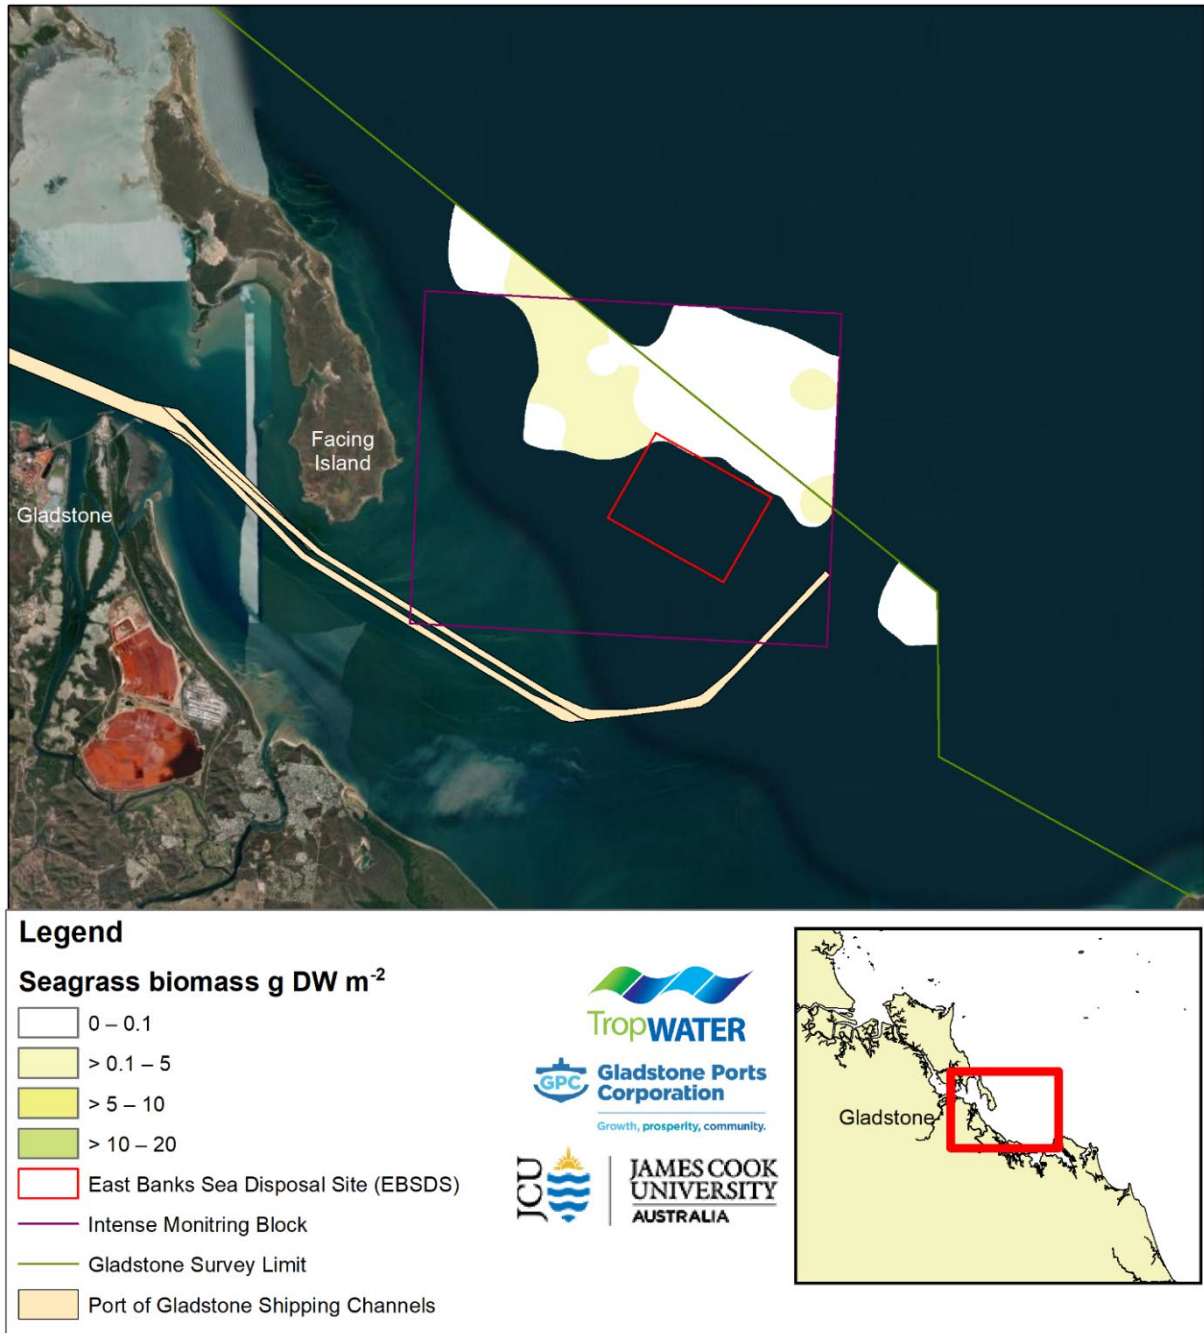 Facing
Island
Gladstone
Legend
Seagrass biomass g DW m⁻²
0 – 0.1
> 0.1 – 5
> 5 – 10
> 10 – 20
East Banks Sea Disposal Site (EBSDS)
Intense Monitring Block
Gladstone Survey Limit
Port of Gladstone Shipping Channels
TropWATER
GPC
Gladstone Ports
Corporation
Growth, prosperity, community.
JCU
JAMES COOK
UNIVERSITY
AUSTRALIA
Gladstone